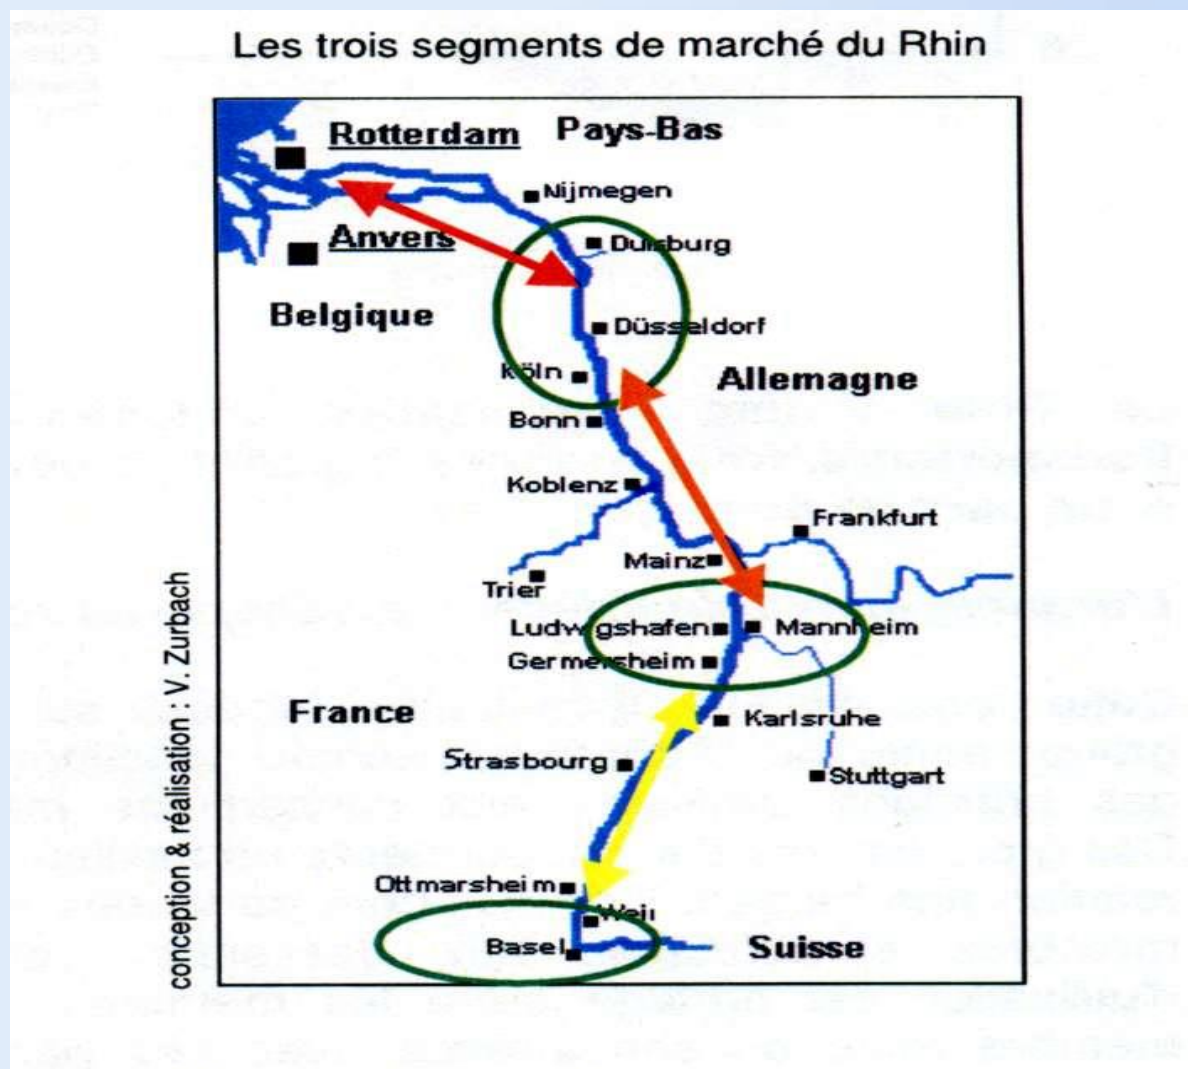 Les trois segments de marché du Rhin
Rotterdam
Pays-Bas
Nijmegen
Anvers
Duisburg
Belgique
Düsseldorf
Köln
Allemagne
Bonn
Koblenz
Frankfurt
Mainz
Trier
Ludwigshafen
Mannheim
Germersheim
France
Karlsruhe
Strasbourg
Stuttgart
Ottmarsheim
Weil
Basel
Suisse
conception & réalisation : V. Zurbach